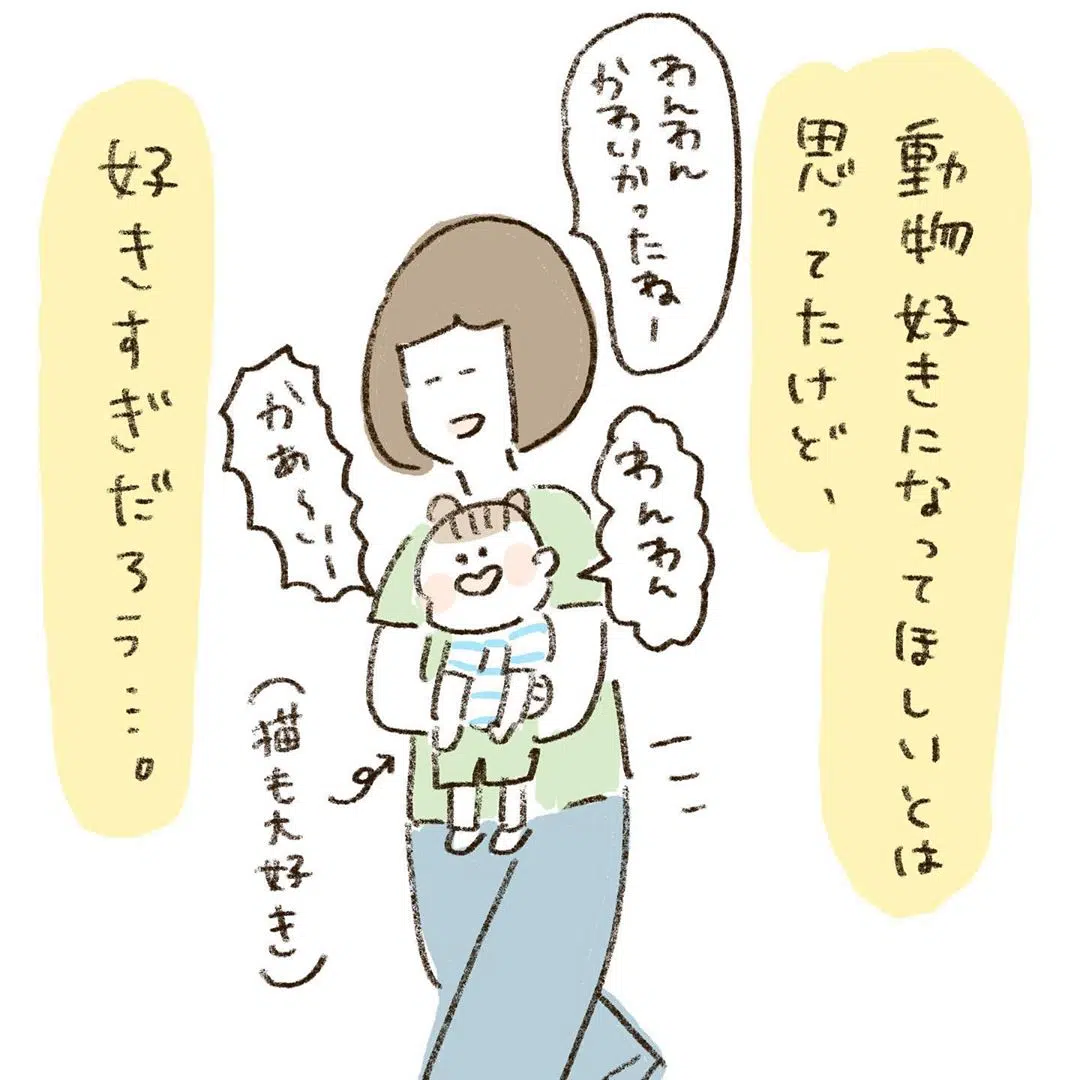 動物好きになってほしいとは
思ってたけど、
わんわん
かわいかったねー
わんわん
かぁ〜いー
(猫も大好き)
好きすぎだろう…。